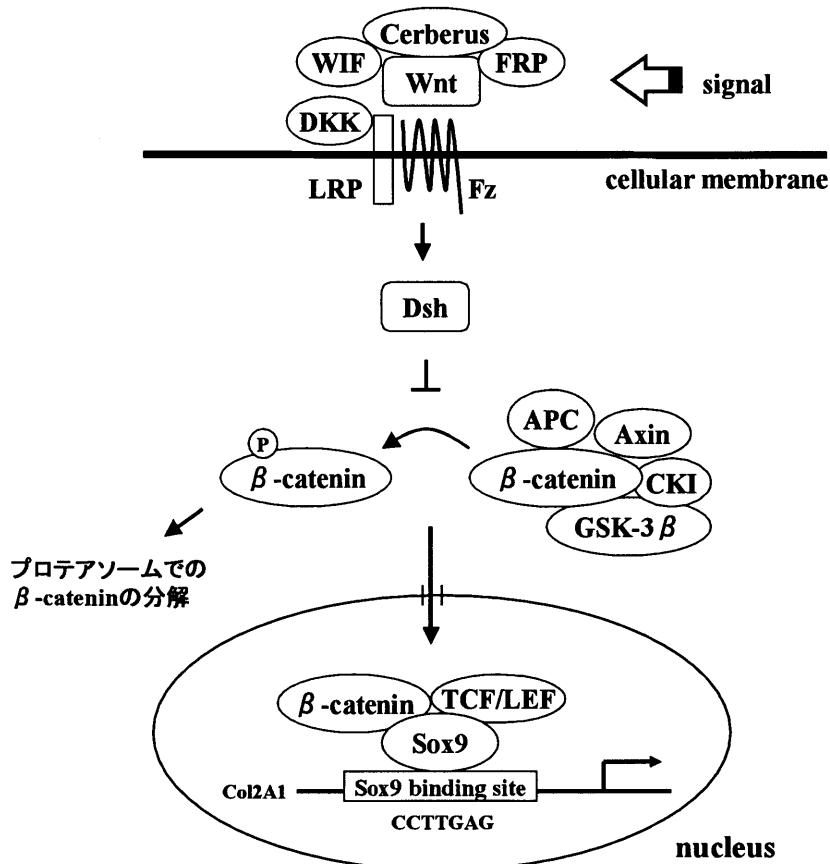 Cerberus
WIF
FRP
Wnt
signal
DKK
cellular membrane
LRP
Fz
Dsh
APC
Axin
P
β-catenin
β-catenin
CKI
GSK-3β
プロテアソームでの
β-cateninの分解
β-catenin
TCF/LEF
Sox9
Col2A1
Sox9 binding site
CCTTGAG
nucleus